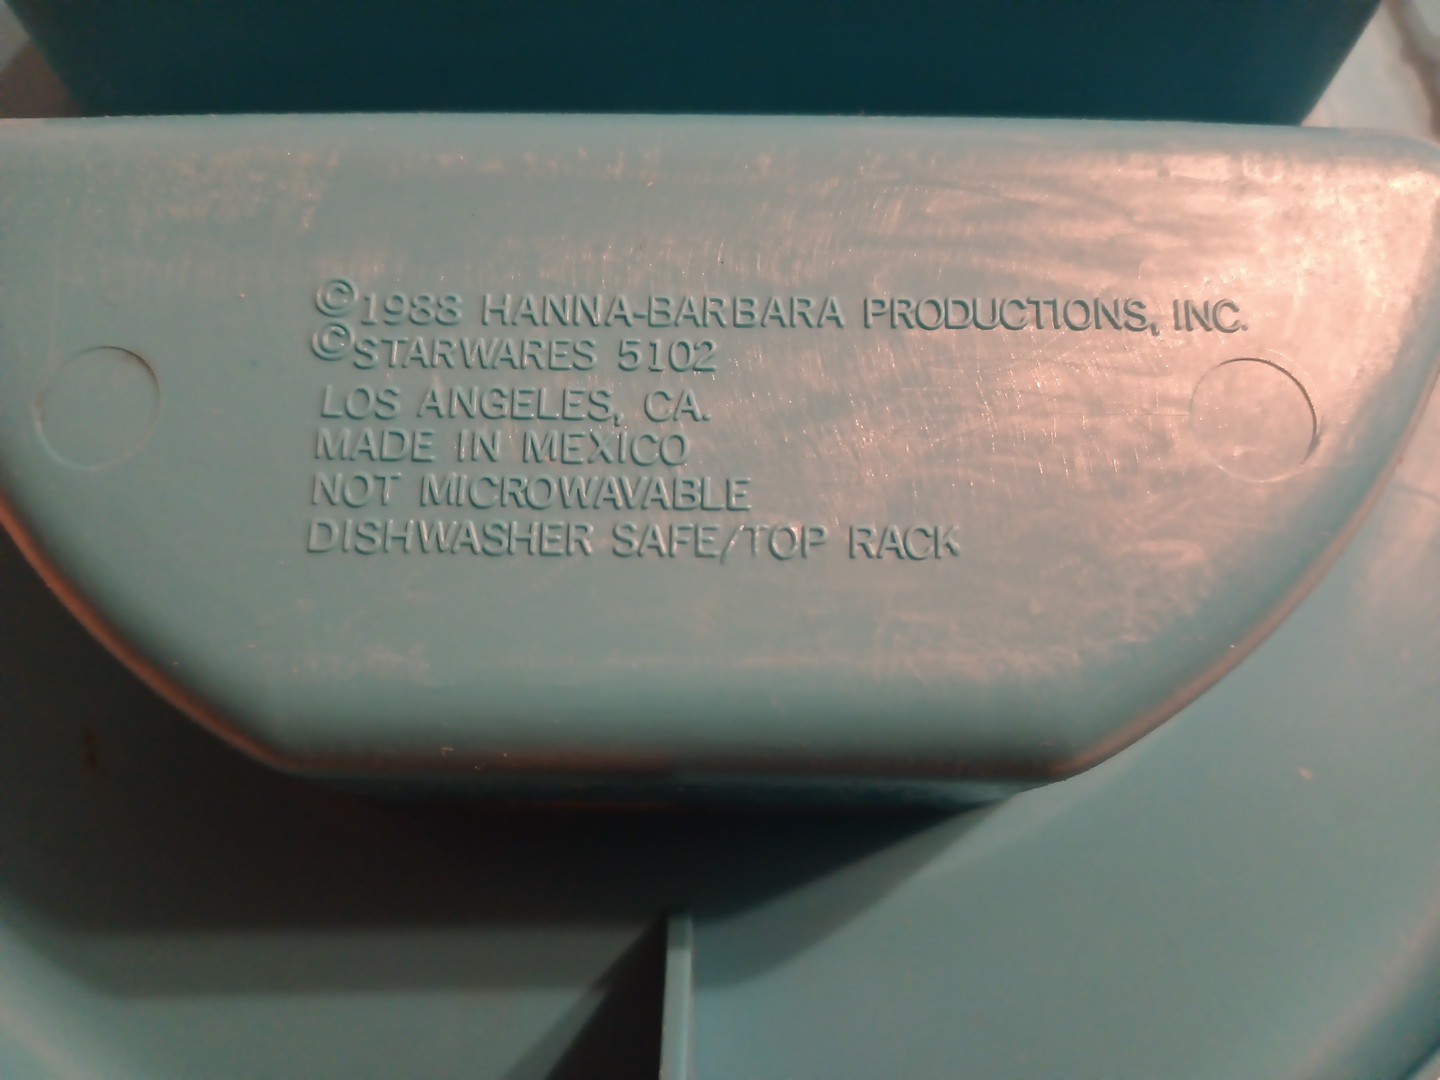 ©1988 HANNA-BARBARA PRODUCTIONS, INC.
©STARWARES 5102
LOS ANGELES, CA.
MADE IN MEXICO
NOT MICROWAVABLE
DISHWASHER SAFE/TOP RACK